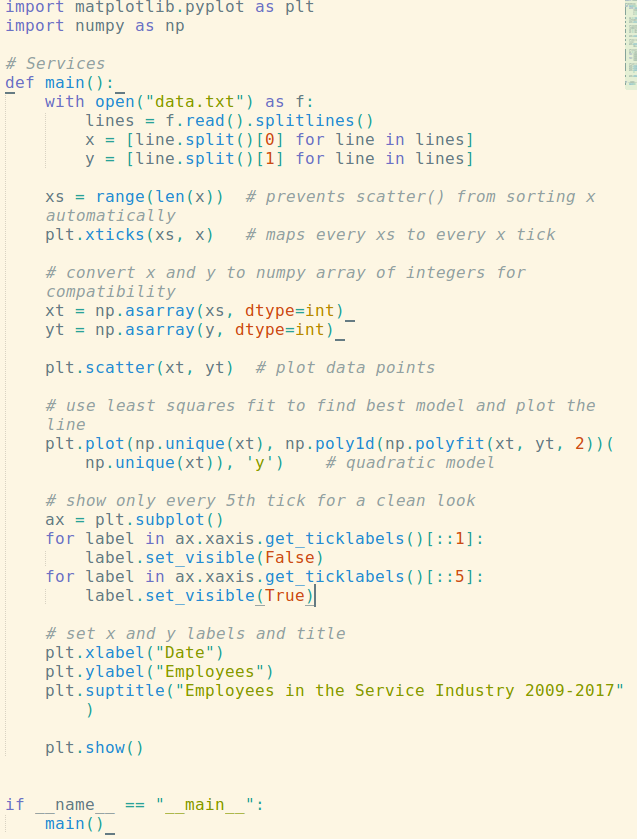 import matplotlib.pyplot as plt
import numpy as np

# Services
def main():
    with open("data.txt") as f:
        lines = f.read().splitlines()
        x = [line.split()[0] for line in lines]
        y = [line.split()[1] for line in lines]

    xs = range(len(x))  # prevents scatter() from sorting x
    automatically
    plt.xticks(xs, x)   # maps every xs to every x tick

    # convert x and y to numpy array of integers for
    compatibility
    xt = np.asarray(xs, dtype=int)
    yt = np.asarray(y, dtype=int)

    plt.scatter(xt, yt)  # plot data points

    # use least squares fit to find best model and plot the
    line
    plt.plot(np.unique(xt), np.poly1d(np.polyfit(xt, yt, 2))(
        np.unique(xt)), 'y')    # quadratic model

    # show only every 5th tick for a clean look
    ax = plt.subplot()
    for label in ax.xaxis.get_ticklabels()[::1]:
        label.set_visible(False)
    for label in ax.xaxis.get_ticklabels()[::5]:
        label.set_visible(True)

    # set x and y labels and title
    plt.xlabel("Date")
    plt.ylabel("Employees")
    plt.suptitle("Employees in the Service Industry 2009-2017"
        )

    plt.show()


if __name__ == "__main__":
    main()